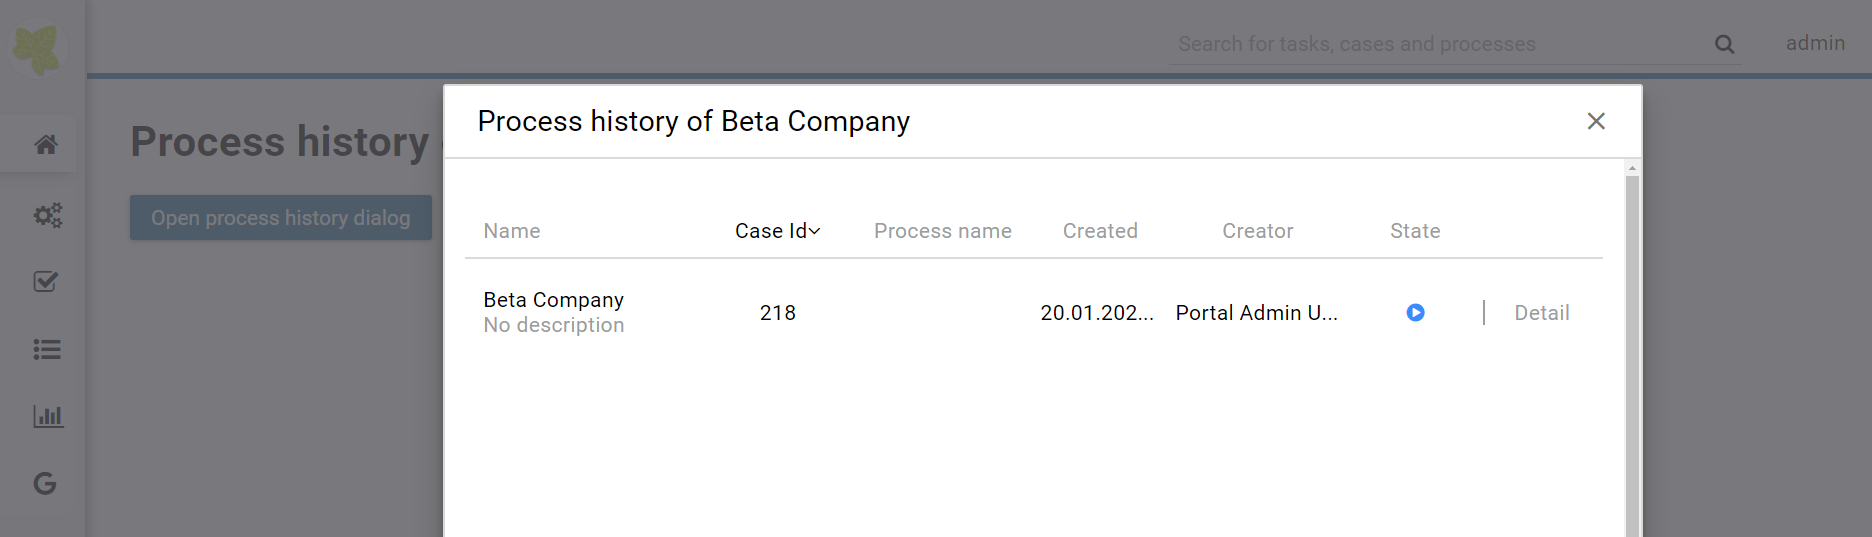 Search for tasks, cases and processes
admin
Process history of Beta Company
Process history
Open process history dialog
Name Case Id Process name Created Creator State
Beta Company
No description
218 20.01.202... Portal Admin U... Detail